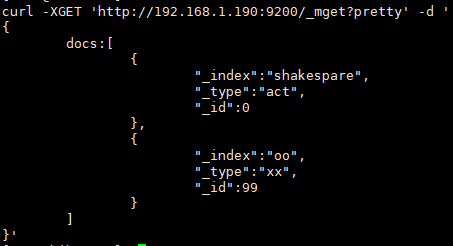 curl -XGET 'http://192.168.1.190:9200/_mget?pretty' -d '
{
docs:[
{
"_index":"shakespare",
"_type":"act",
"_id":0
},
{
"_index":"oo",
"_type":"xx",
"_id":99
}
]
}'